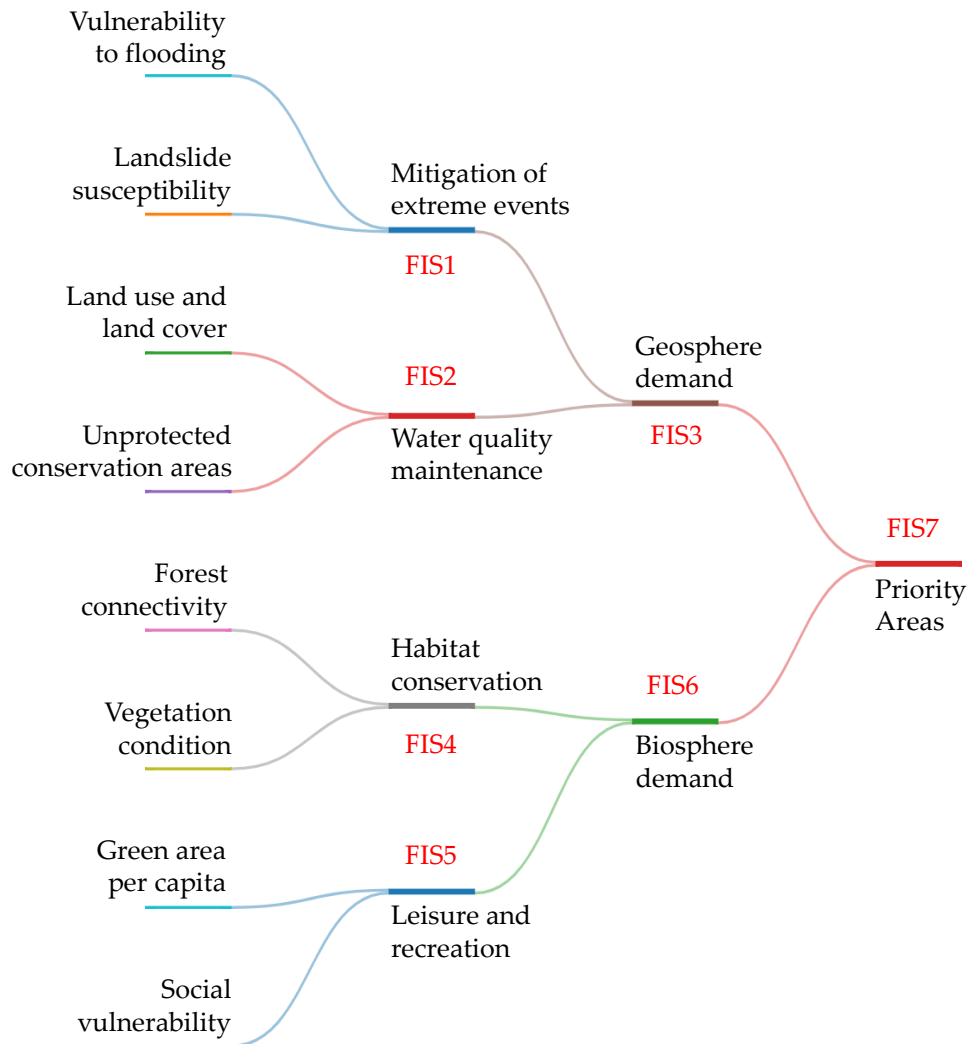 Vulnerability
to flooding
Landslide
susceptibility
Land use and
land cover
Unprotected
conservation areas
Forest
connectivity
Vegetation
condition
Green area
per capita
Social
vulnerability
Mitigation of
extreme events
FIS1
FIS2
Water quality
maintenance
Habitat
conservation
FIS4
FIS5
Leisure and
recreation
Geosphere
demand
FIS3
FIS6
Biosphere
demand
FIS7
Priority
Areas